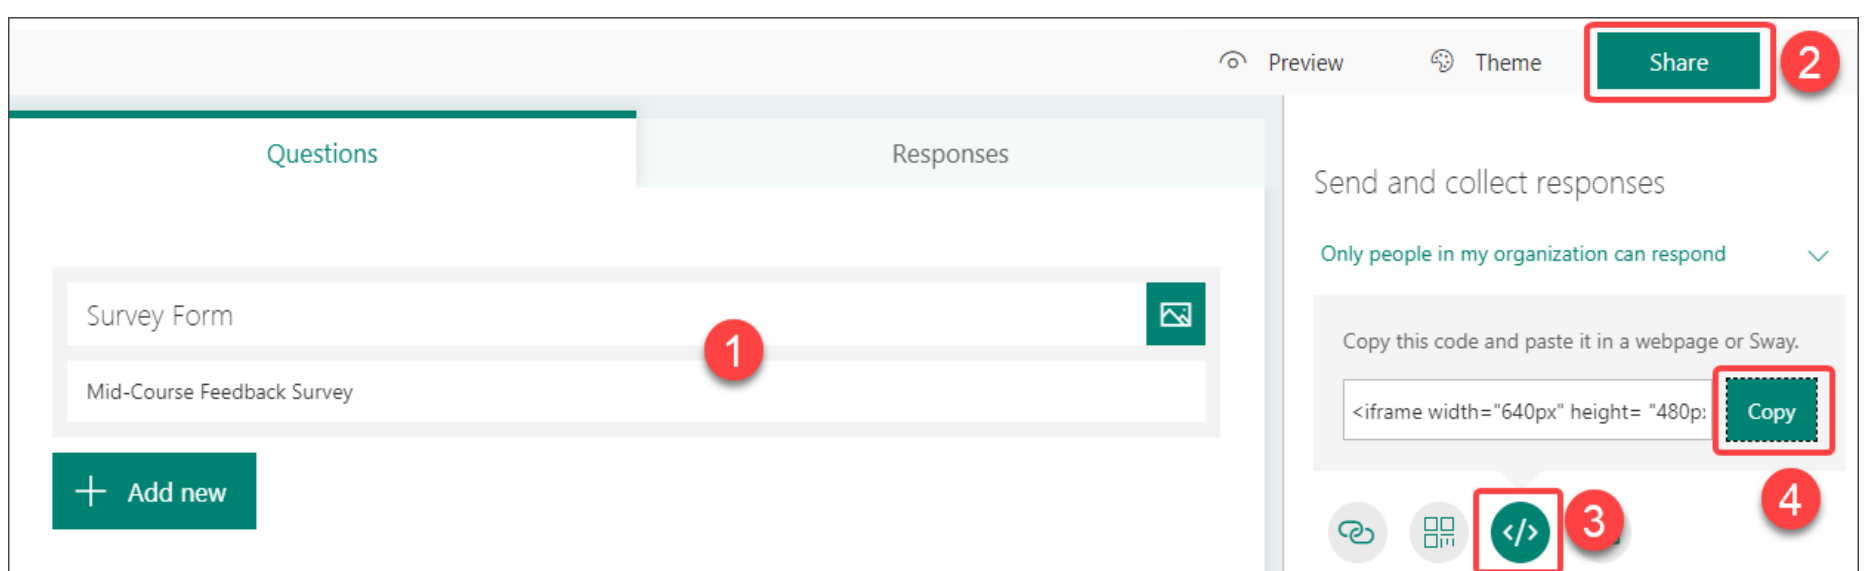 Preview
Theme
Share
2
Questions
Responses
Send and collect responses
Only people in my organization can respond
Survey Form
1
Mid-Course Feedback Survey
Copy this code and paste it in a webpage or Sway.
<iframe width="640px" height= "480p
Copy
Add new
4
</>
3